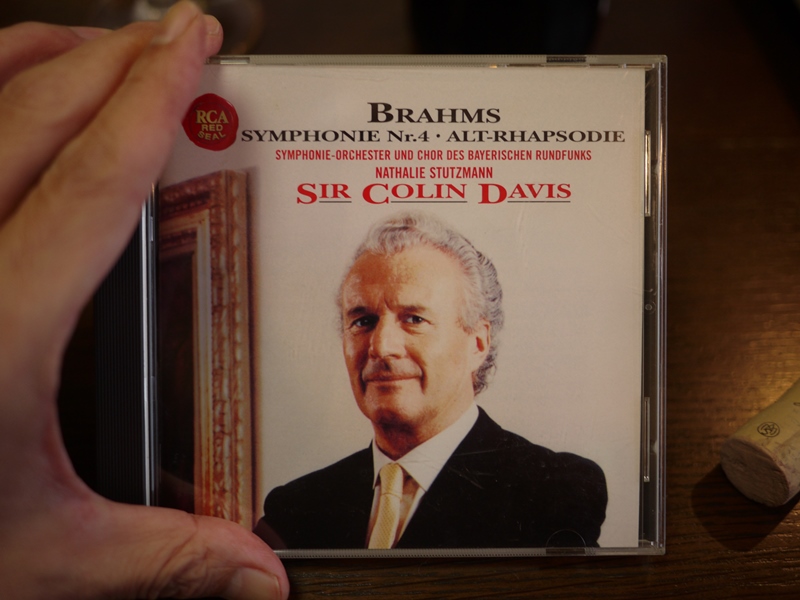 RCA
RED
SEAL
BRAHMS
SYMPHONIE NR.4 · ALT-RHAPSODIE
SYMPHONIE-ORCHESTER UND CHOR DES BAYERISCHEN RUNDFUNKS
NATHALIE STUTZMANN
SIR COLIN DAVIS